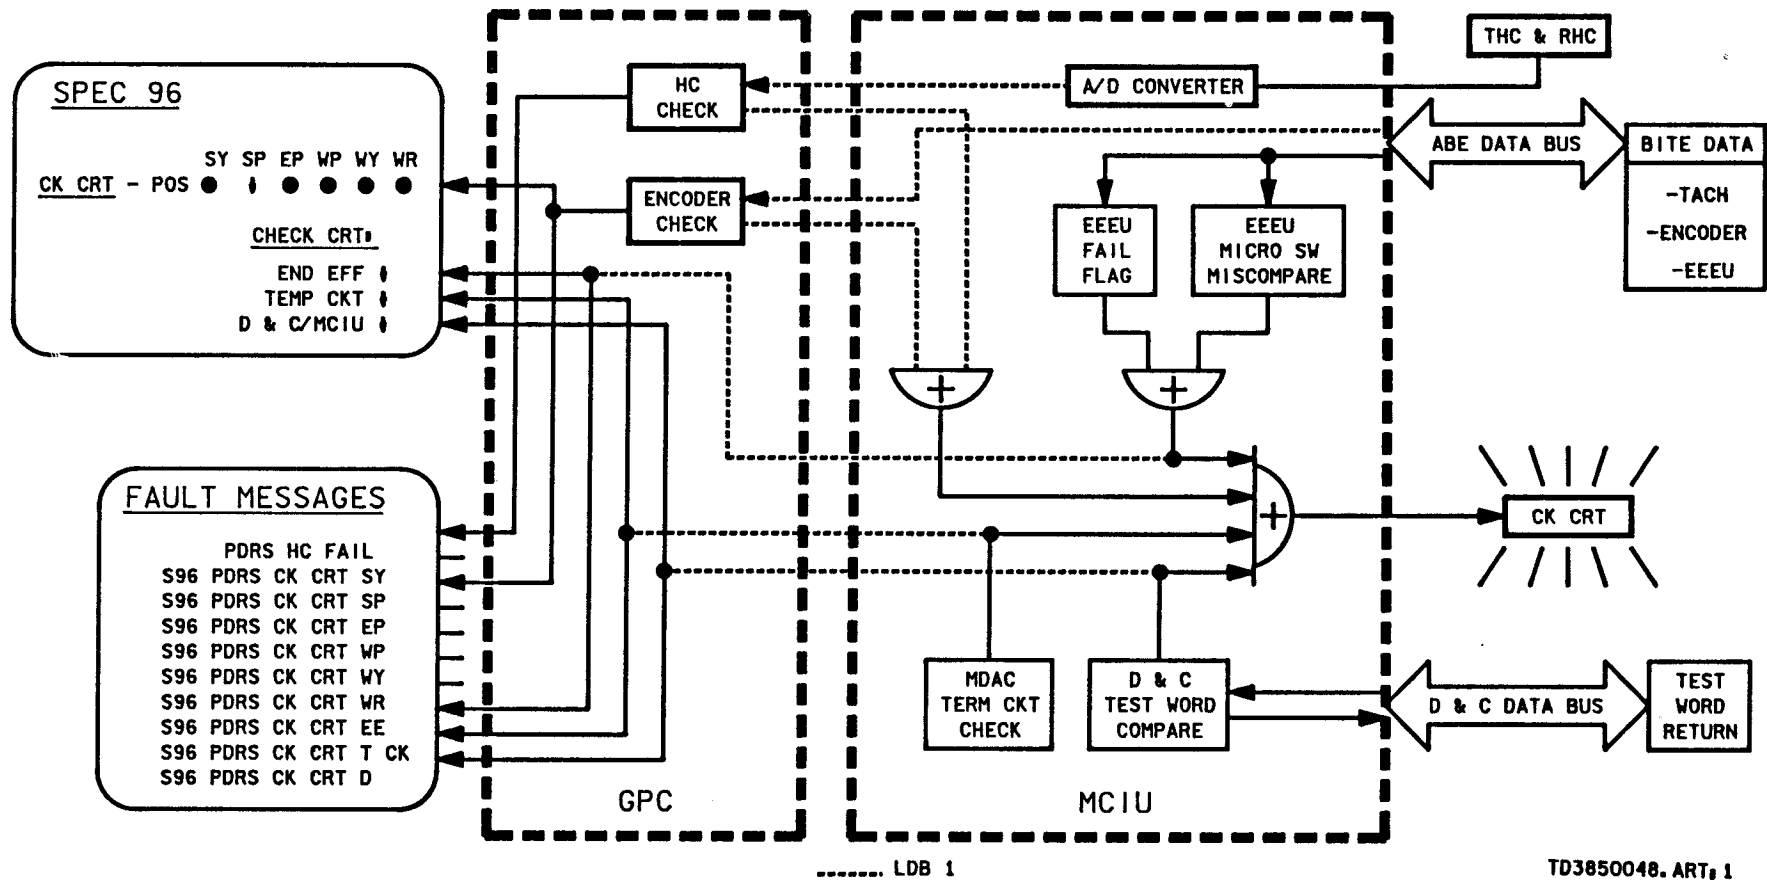 THC & RHC
SPEC 96
HC
CHECK
A/D CONVERTER
ABE DATA BUS
BITE DATA
-TACH
-ENCODER
-EEEU
SY SP EP WP WY WR
CK CRT - POS ● ↓ ● ● ● ●
ENCODER
CHECK
EEEU
FAIL
FLAG
EEEU
MICRO SW
MISCOMPARE
CHECK CRT:
END EFF ↓
TEMP CKT ↓
D & C/MCIU ↓
+
+
+
CK CRT
FAULT MESSAGES
PDRS HC FAIL
S96 PDRS CK CRT SY
S96 PDRS CK CRT SP
S96 PDRS CK CRT EP
S96 PDRS CK CRT WP
S96 PDRS CK CRT WY
S96 PDRS CK CRT WR
S96 PDRS CK CRT EE
S96 PDRS CK CRT T CK
S96 PDRS CK CRT D
MDAC
TERM CKT
CHECK
D & C
TEST WORD
COMPARE
D & C DATA BUS
TEST
WORD
RETURN
GPC
MCIU
LDB 1
TD3850048.ART; 1